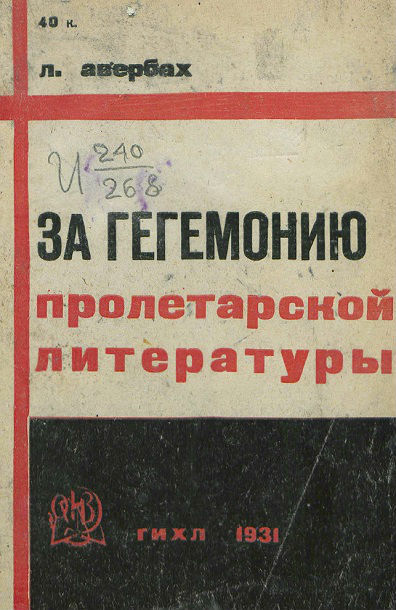 40 к.
л. авербах
И 240
268
ЗА ГЕГЕМОНИЮ
пролетарской
литературы
гихл 1931